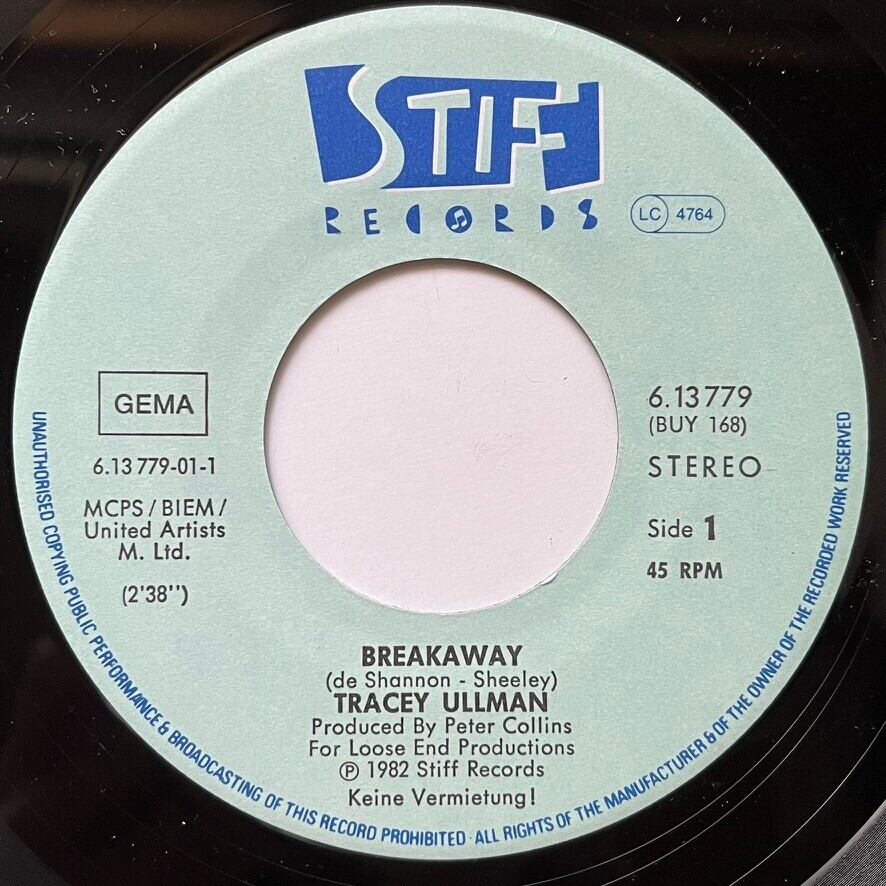 STIFF
RECORDS
LC 4764
GEMA
6.13 779-01-1
MCPS / BIEM /
United Artists
M. Ltd.
(2'38'')
6.13 779
(BUY 168)
STEREO
Side 1
45 RPM
BREAKAWAY
(de Shannon - Sheeley)
TRACEY ULLMAN
Produced By Peter Collins
For Loose End Productions
℗ 1982 Stiff Records
Keine Vermietung!
UNAUTHORISED COPYING PUBLIC PERFORMANCE & BROADCASTING OF THIS RECORD PROHIBITED · ALL RIGHTS OF THE MANUFACTURER & OF THE OWNER OF THE RECORDED WORK RESERVED